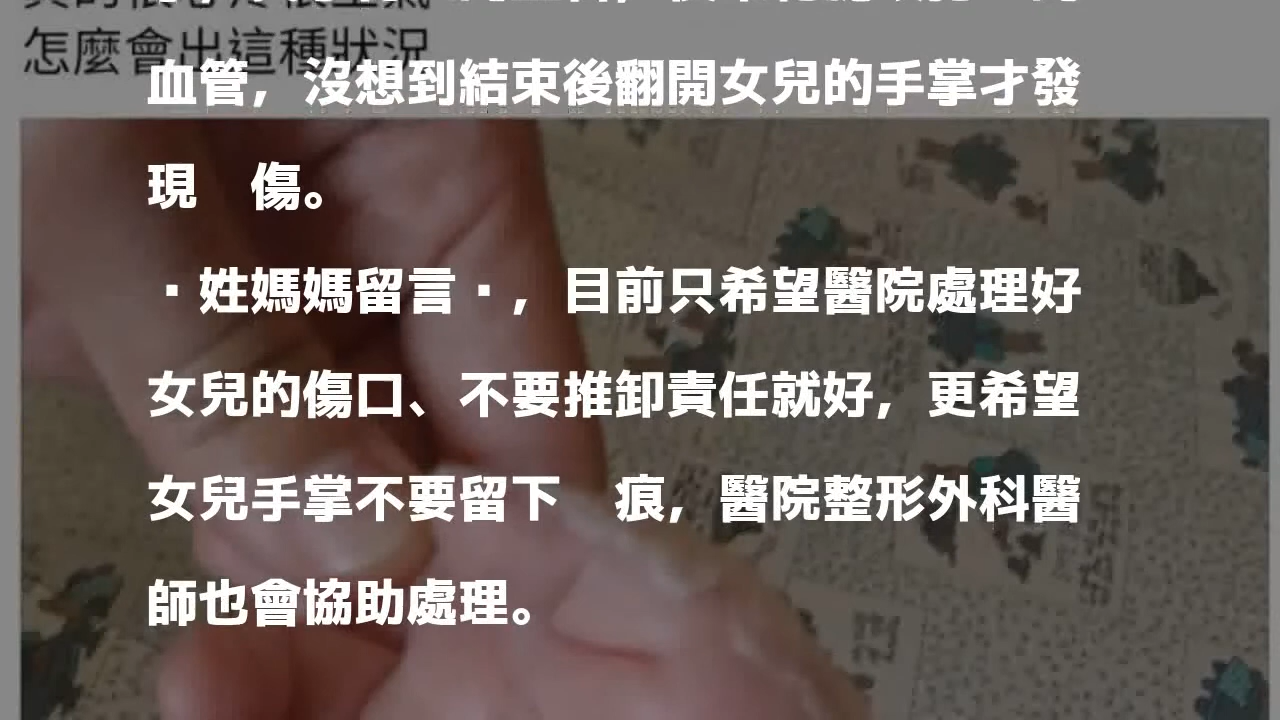 怎麼會出這種狀況
血管，沒想到結束後翻開女兒的手掌才發
現　傷。
·姓媽媽留言·，目前只希望醫院處理好
女兒的傷口、不要推卸責任就好，更希望
女兒手掌不要留下　痕，醫院整形外科醫
師也會協助處理。